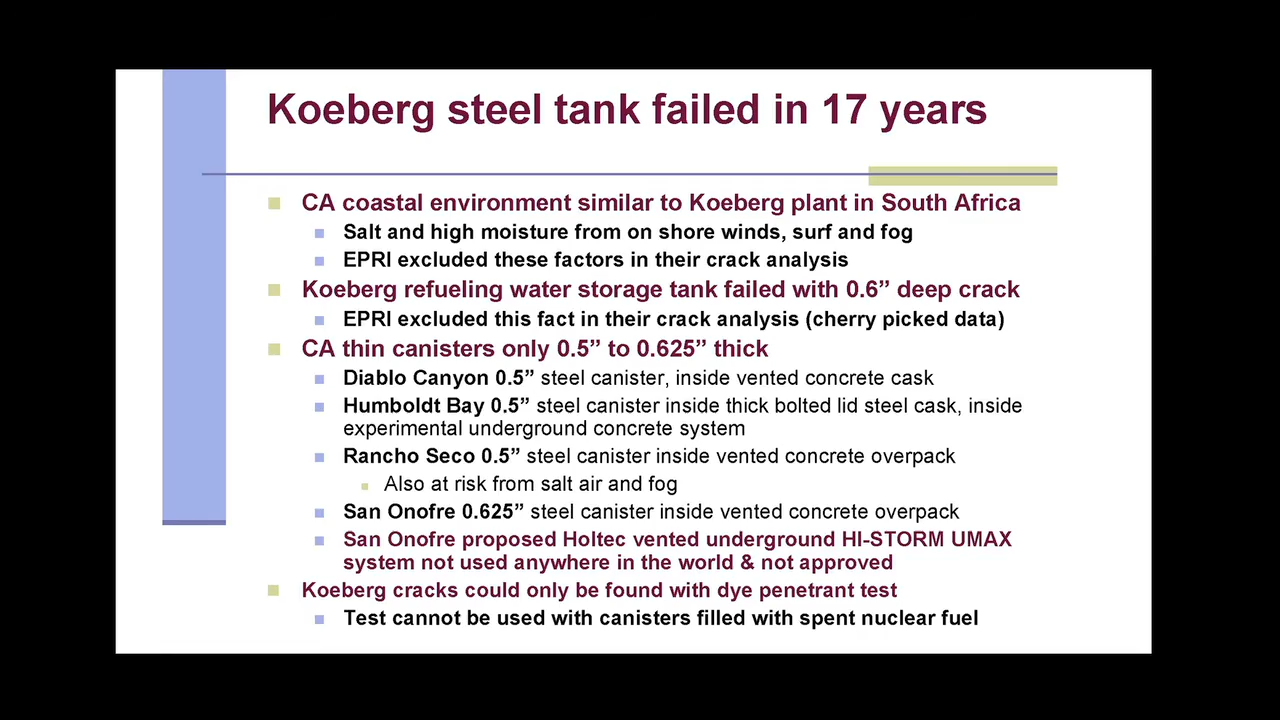 Koeberg steel tank failed in 17 years
CA coastal environment similar to Koeberg plant in South Africa
Salt and high moisture from on shore winds, surf and fog
EPRI excluded these factors in their crack analysis
Koeberg refueling water storage tank failed with 0.6” deep crack
EPRI excluded this fact in their crack analysis (cherry picked data)
CA thin canisters only 0.5” to 0.625” thick
Diablo Canyon 0.5” steel canister, inside vented concrete cask
Humboldt Bay 0.5” steel canister inside thick bolted lid steel cask, inside
experimental underground concrete system
Rancho Seco 0.5” steel canister inside vented concrete overpack
Also at risk from salt air and fog
San Onofre 0.625” steel canister inside vented concrete overpack
San Onofre proposed Holtec vented underground HI-STORM UMAX
system not used anywhere in the world & not approved
Koeberg cracks could only be found with dye penetrant test
Test cannot be used with canisters filled with spent nuclear fuel